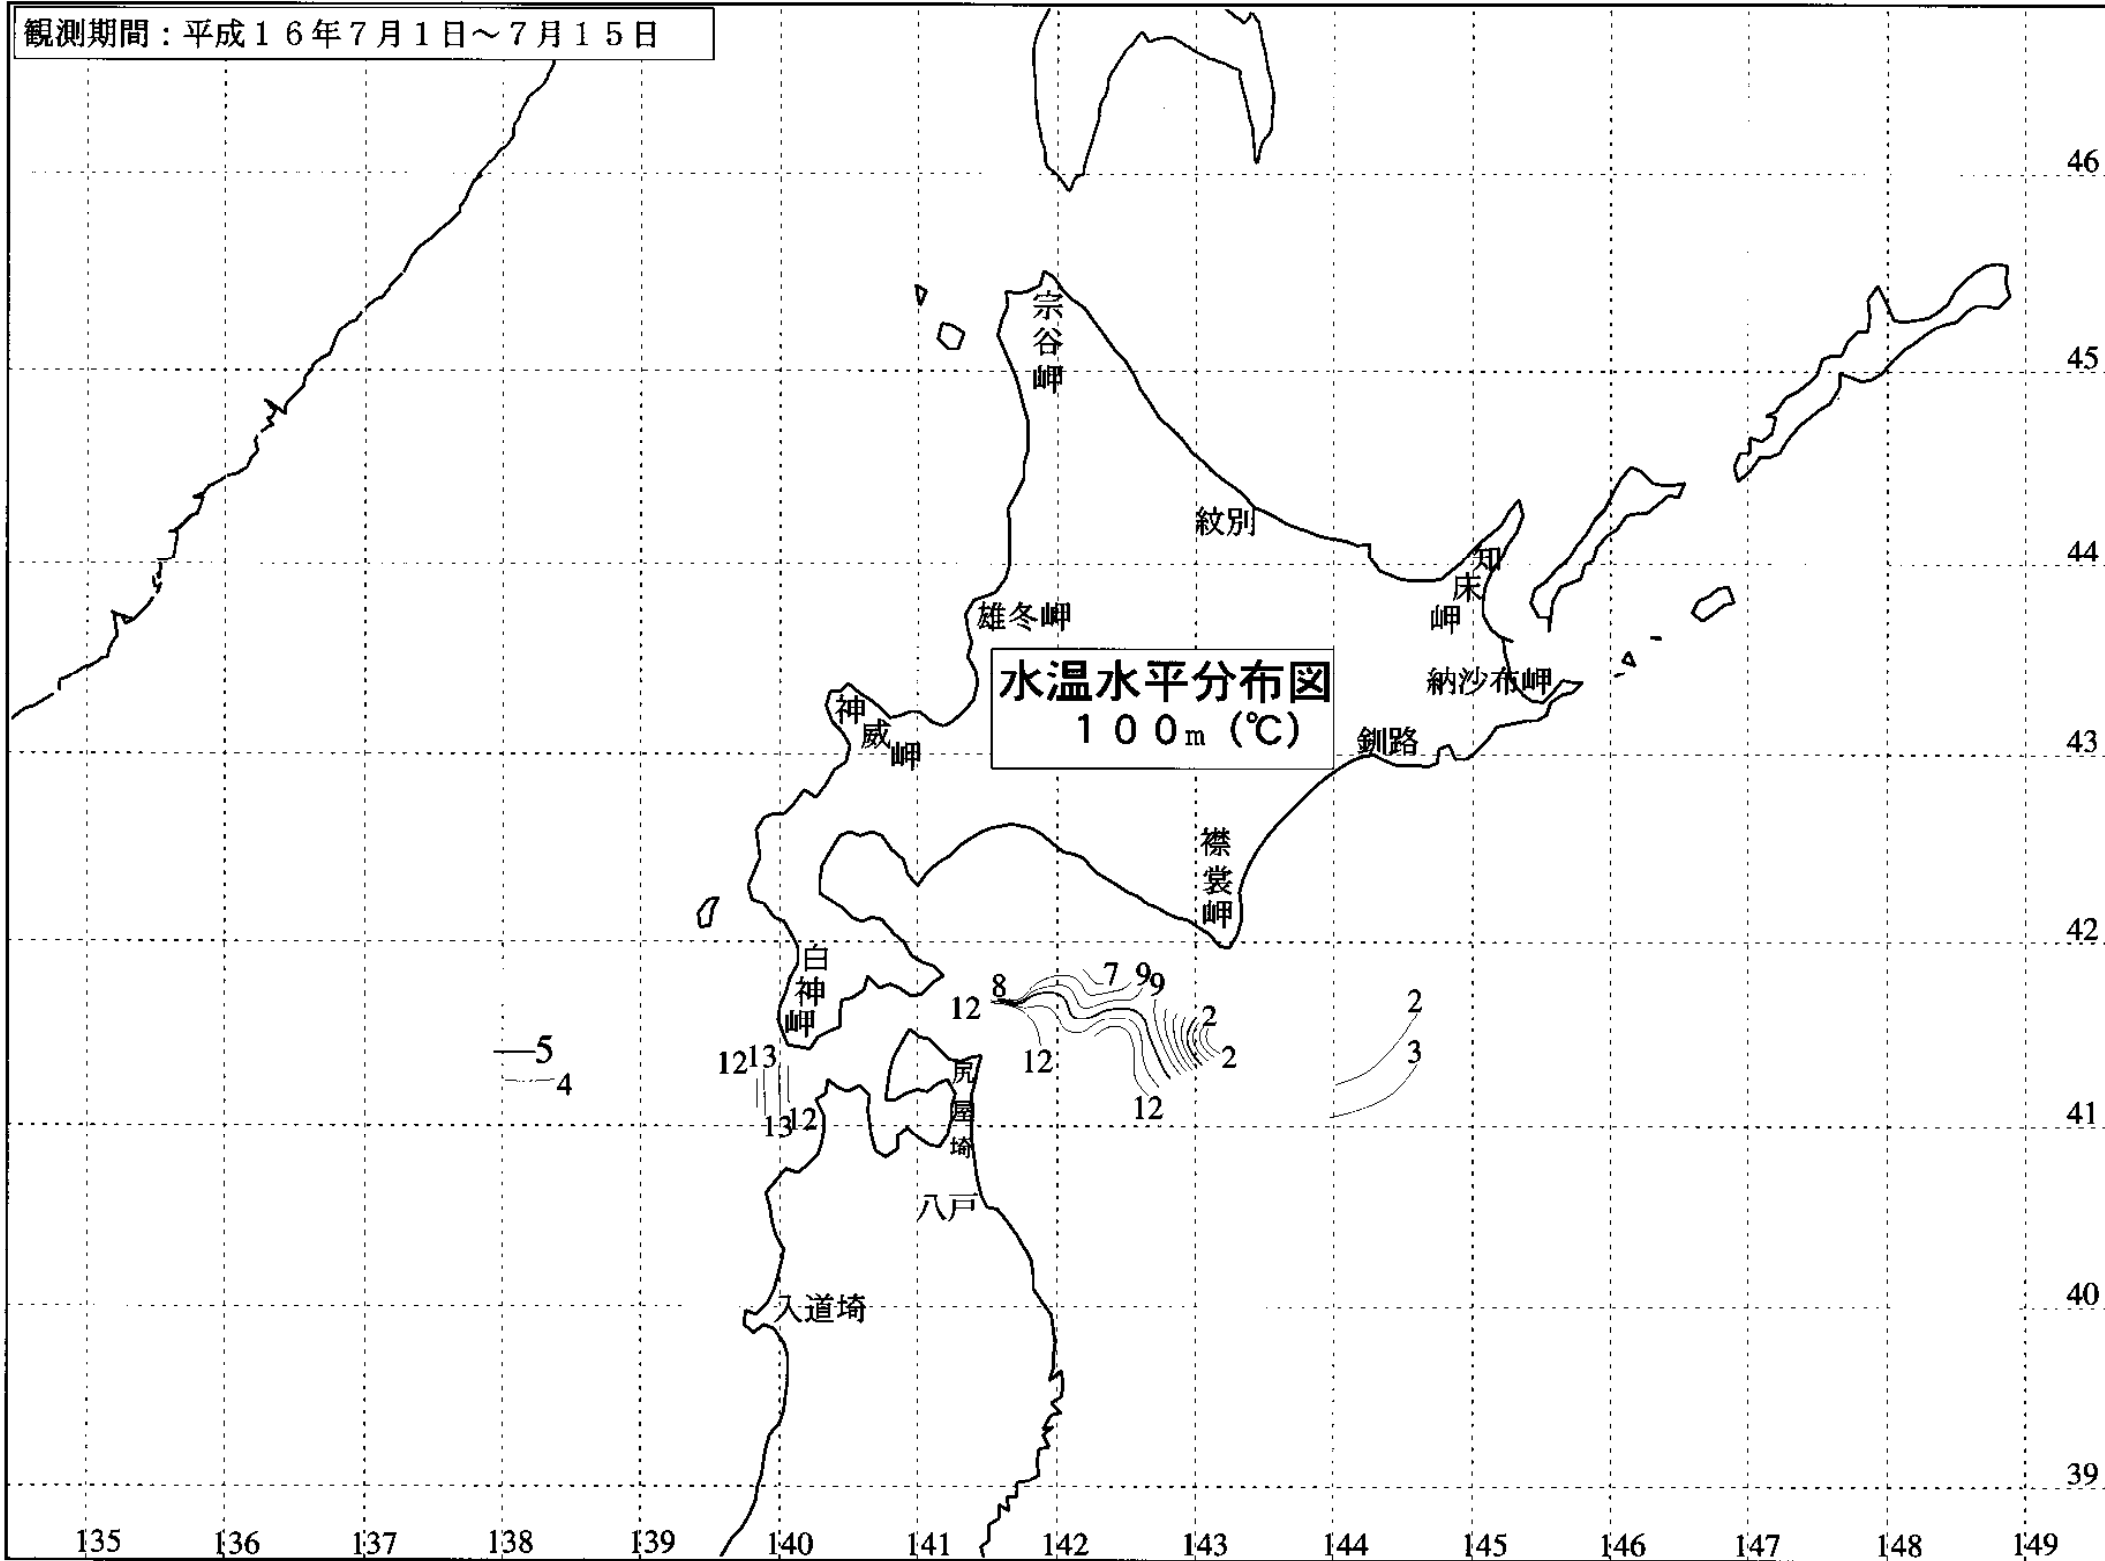 観測期間：平成１６年７月１日～７月１５日
46
宗谷岬
45
紋別
44
知床岬
雄冬岬
水温水平分布図
１００m（℃）
納沙布岬
神威岬
釧路
43
襟裳岬
42
白神岬
8
7
9
9
12
2
2
5
4
12
13
12
2
3
13
12
12
尻屋埼
41
八戸
入道埼
40
39
135
136
137
138
139
140
141
142
143
144
145
146
147
148
149